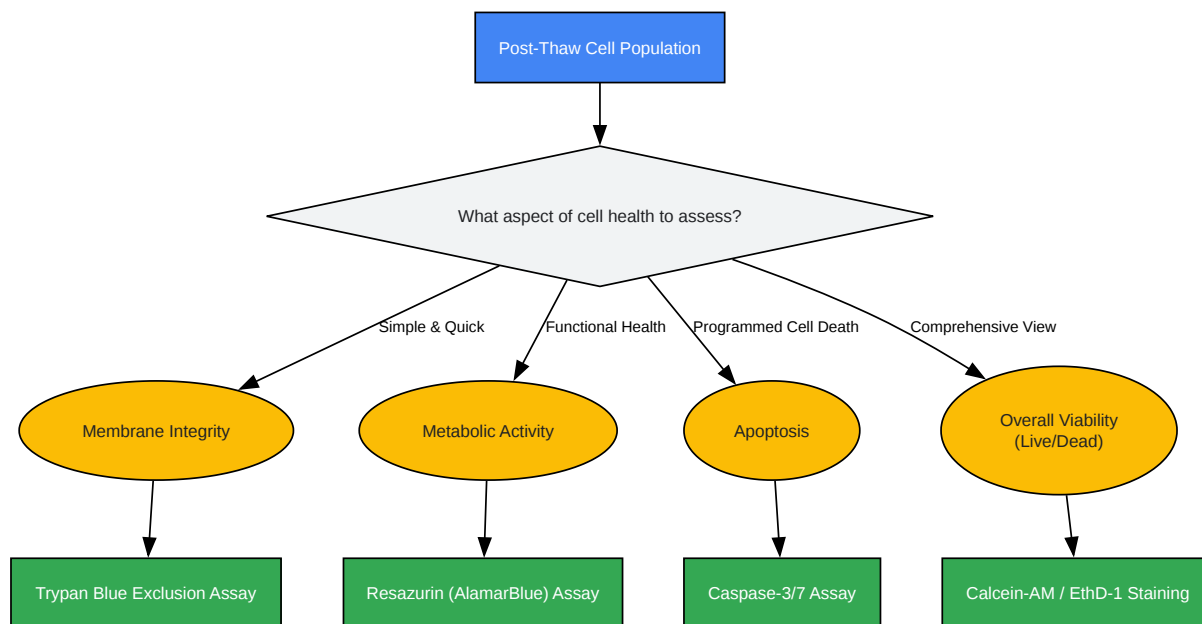 Post-Thaw Cell Population
What aspect of cell health to assess?
Simple & Quick
Functional Health
Programmed Cell Death
Comprehensive View
Membrane Integrity
Metabolic Activity
Apoptosis
Overall Viability
(Live/Dead)
Trypan Blue Exclusion Assay
Resazurin (AlamarBlue) Assay
Caspase-3/7 Assay
Calcein-AM / EthD-1 Staining